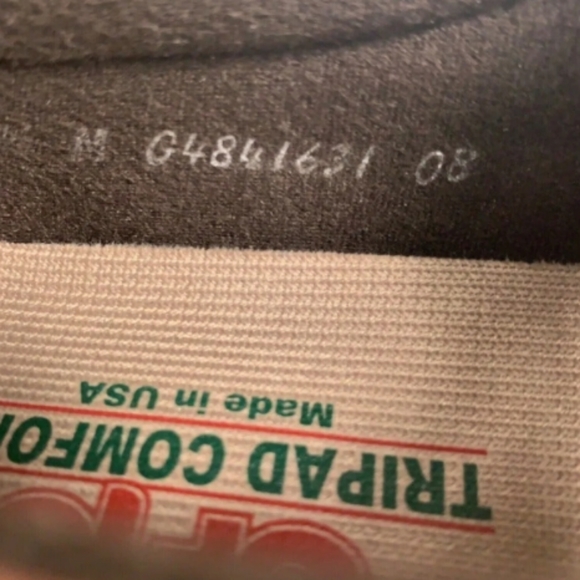 M G4841631 08
Made in USA
TRIPAD COMFO